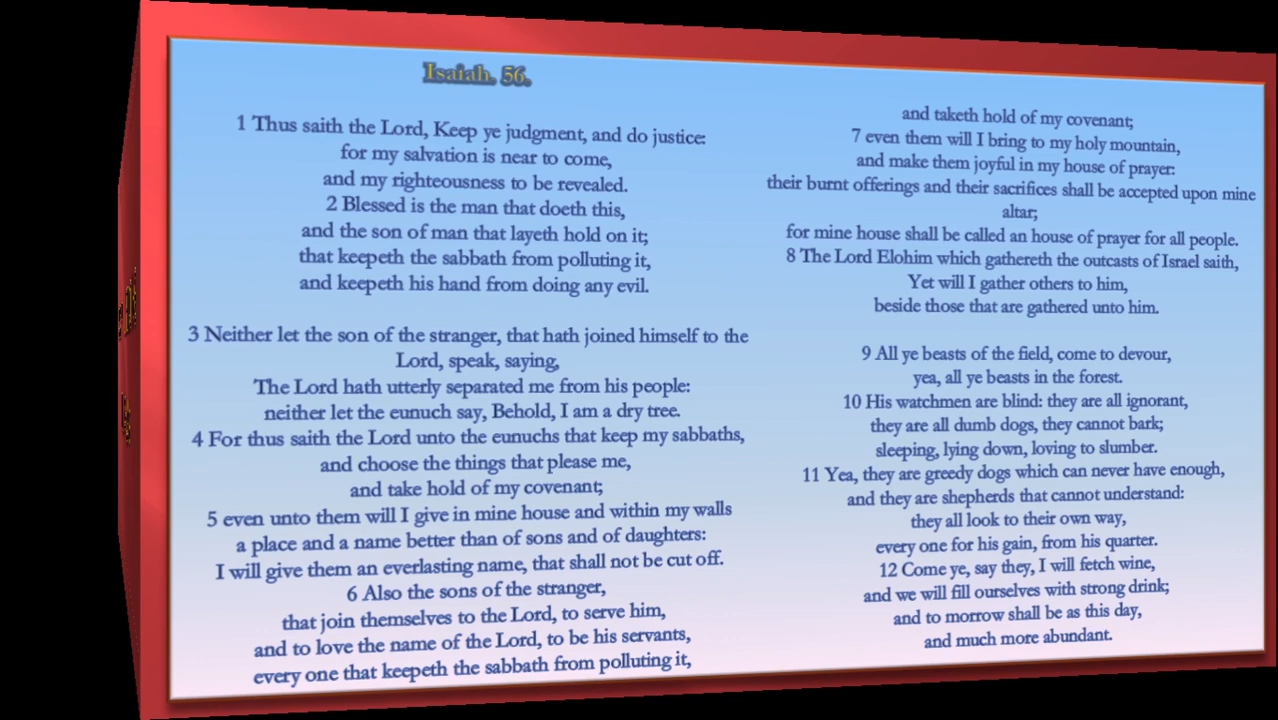 Isaiah. 56.
1 Thus saith the Lord, Keep ye judgment, and do justice:
for my salvation is near to come,
and my righteousness to be revealed.
2 Blessed is the man that doeth this,
and the son of man that layeth hold on it;
that keepeth the sabbath from polluting it,
and keepeth his hand from doing any evil.
3 Neither let the son of the stranger, that hath joined himself to the
Lord, speak, saying,
The Lord hath utterly separated me from his people:
neither let the eunuch say, Behold, I am a dry tree.
4 For thus saith the Lord unto the eunuchs that keep my sabbaths,
and choose the things that please me,
and take hold of my covenant;
5 even unto them will I give in mine house and within my walls
a place and a name better than of sons and of daughters:
I will give them an everlasting name, that shall not be cut off.
6 Also the sons of the stranger,
that join themselves to the Lord, to serve him,
and to love the name of the Lord, to be his servants,
every one that keepeth the sabbath from polluting it,
and taketh hold of my covenant;
7 even them will I bring to my holy mountain,
and make them joyful in my house of prayer:
their burnt offerings and their sacrifices shall be accepted upon mine
altar;
for mine house shall be called an house of prayer for all people.
8 The Lord Elohim which gathereth the outcasts of Israel saith,
Yet will I gather others to him,
beside those that are gathered unto him.
9 All ye beasts of the field, come to devour,
yea, all ye beasts in the forest.
10 His watchmen are blind: they are all ignorant,
they are all dumb dogs, they cannot bark;
sleeping, lying down, loving to slumber.
11 Yea, they are greedy dogs which can never have enough,
and they are shepherds that cannot understand:
they all look to their own way,
every one for his gain, from his quarter.
12 Come ye, say they, I will fetch wine,
and we will fill ourselves with strong drink;
and to morrow shall be as this day,
and much more abundant.